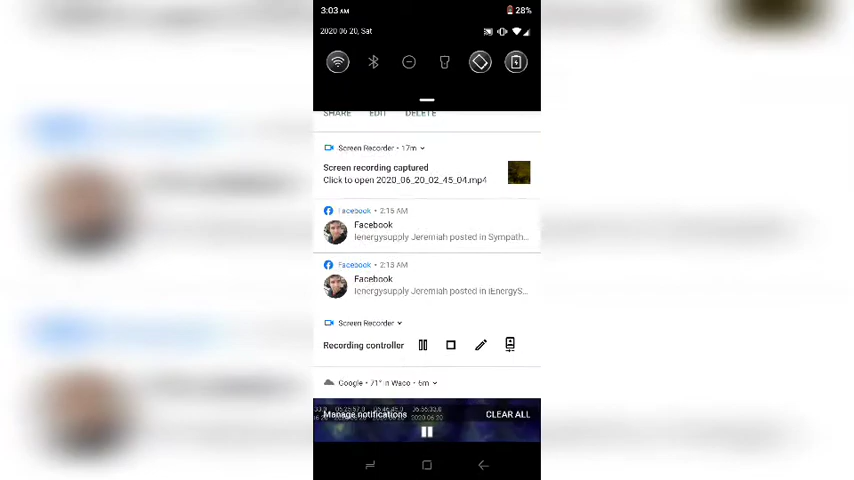 3:03 AM 28%
2020 06 20, Sat
SHARE EDIT DELETE
Screen Recorder • 17m
Screen recording captured
Click to open 2020_06_20_02_45_04.mp4
Facebook • 2:16 AM
Facebook
Ienergysupply Jeremiah posted in Sympath...
Facebook • 2:13 AM
Facebook
Ienergysupply Jeremiah posted in iEnergyS...
Screen Recorder
Recording controller
Google • 71° in Waco • 6m
Manage notifications CLEAR ALL